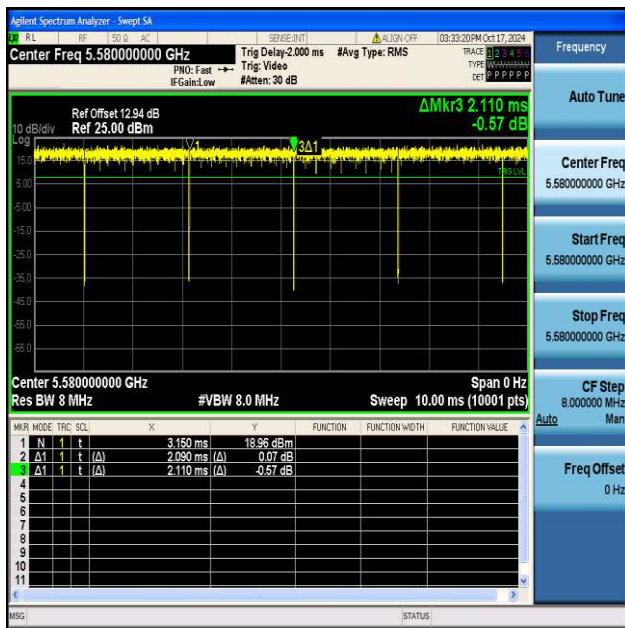 Agilent Spectrum Analyzer - Swept SA
RL RF 50 Ω AC SENSE:INT ALIGN OFF 03:33:20PM Oct 17, 2024
Center Freq 5.580000000 GHz
PNO: Fast
IFGain:Low
Trig Delay-2.000 ms
Trig: Video
#Atten: 30 dB
#Avg Type: RMS
TRACE 1 2 3 4 5 6
TYPE
DET P P P P P P
Frequency
Auto Tune
Center Freq
5.580000000 GHz
Start Freq
5.580000000 GHz
Stop Freq
5.580000000 GHz
CF Step
8.000000 MHz
Auto Man
Freq Offset
0 Hz
ΔMkr3 2.110 ms
-0.57 dB
Ref Offset 12.94 dB
10 dB/div Ref 25.00 dBm
Log
15.0
5.00
-5.00
-15.0
-25.0
-35.0
-45.0
-55.0
-65.0
1
3Δ1
TRIG LVL
Center 5.580000000 GHz Span 0 Hz
Res BW 8 MHz #VBW 8.0 MHz Sweep 10.00 ms (10001 pts)
MKR MODE TRC SCL X Y FUNCTION FUNCTION WIDTH FUNCTION VALUE
1 N 1 t 3.150 ms 18.96 dBm
2 Δ1 1 t (Δ) 2.090 ms (Δ) 0.07 dB
3 Δ1 1 t (Δ) 2.110 ms (Δ) -0.57 dB
4
5
6
7
8
9
10
11
MSG STATUS